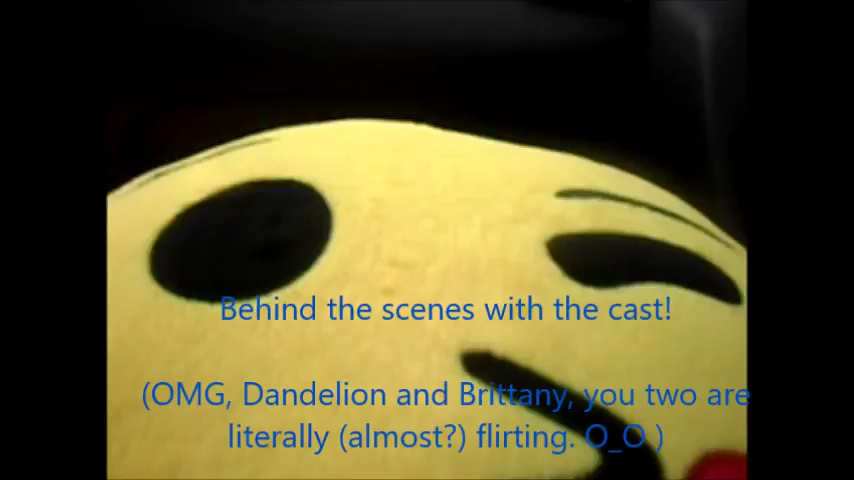 Behind the scenes with the cast!
(OMG, Dandelion and Brittany, you two are
literally (almost?) flirting. O_O )